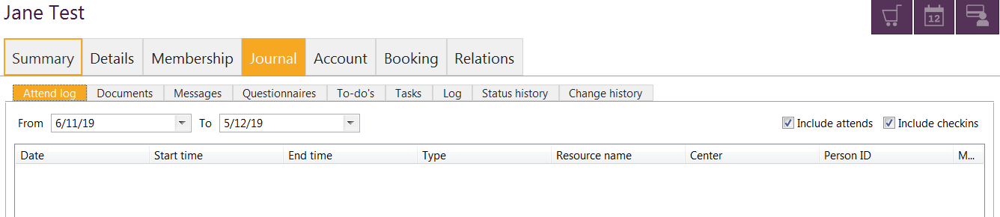 Jane Test
12
Summary Details Membership Journal Account Booking Relations
Attend log Documents Messages Questionnaires To-do's Tasks Log Status history Change history
From 6/11/19 To 5/12/19 Include attends Include checkins
Date Start time End time Type Resource name Center Person ID M...